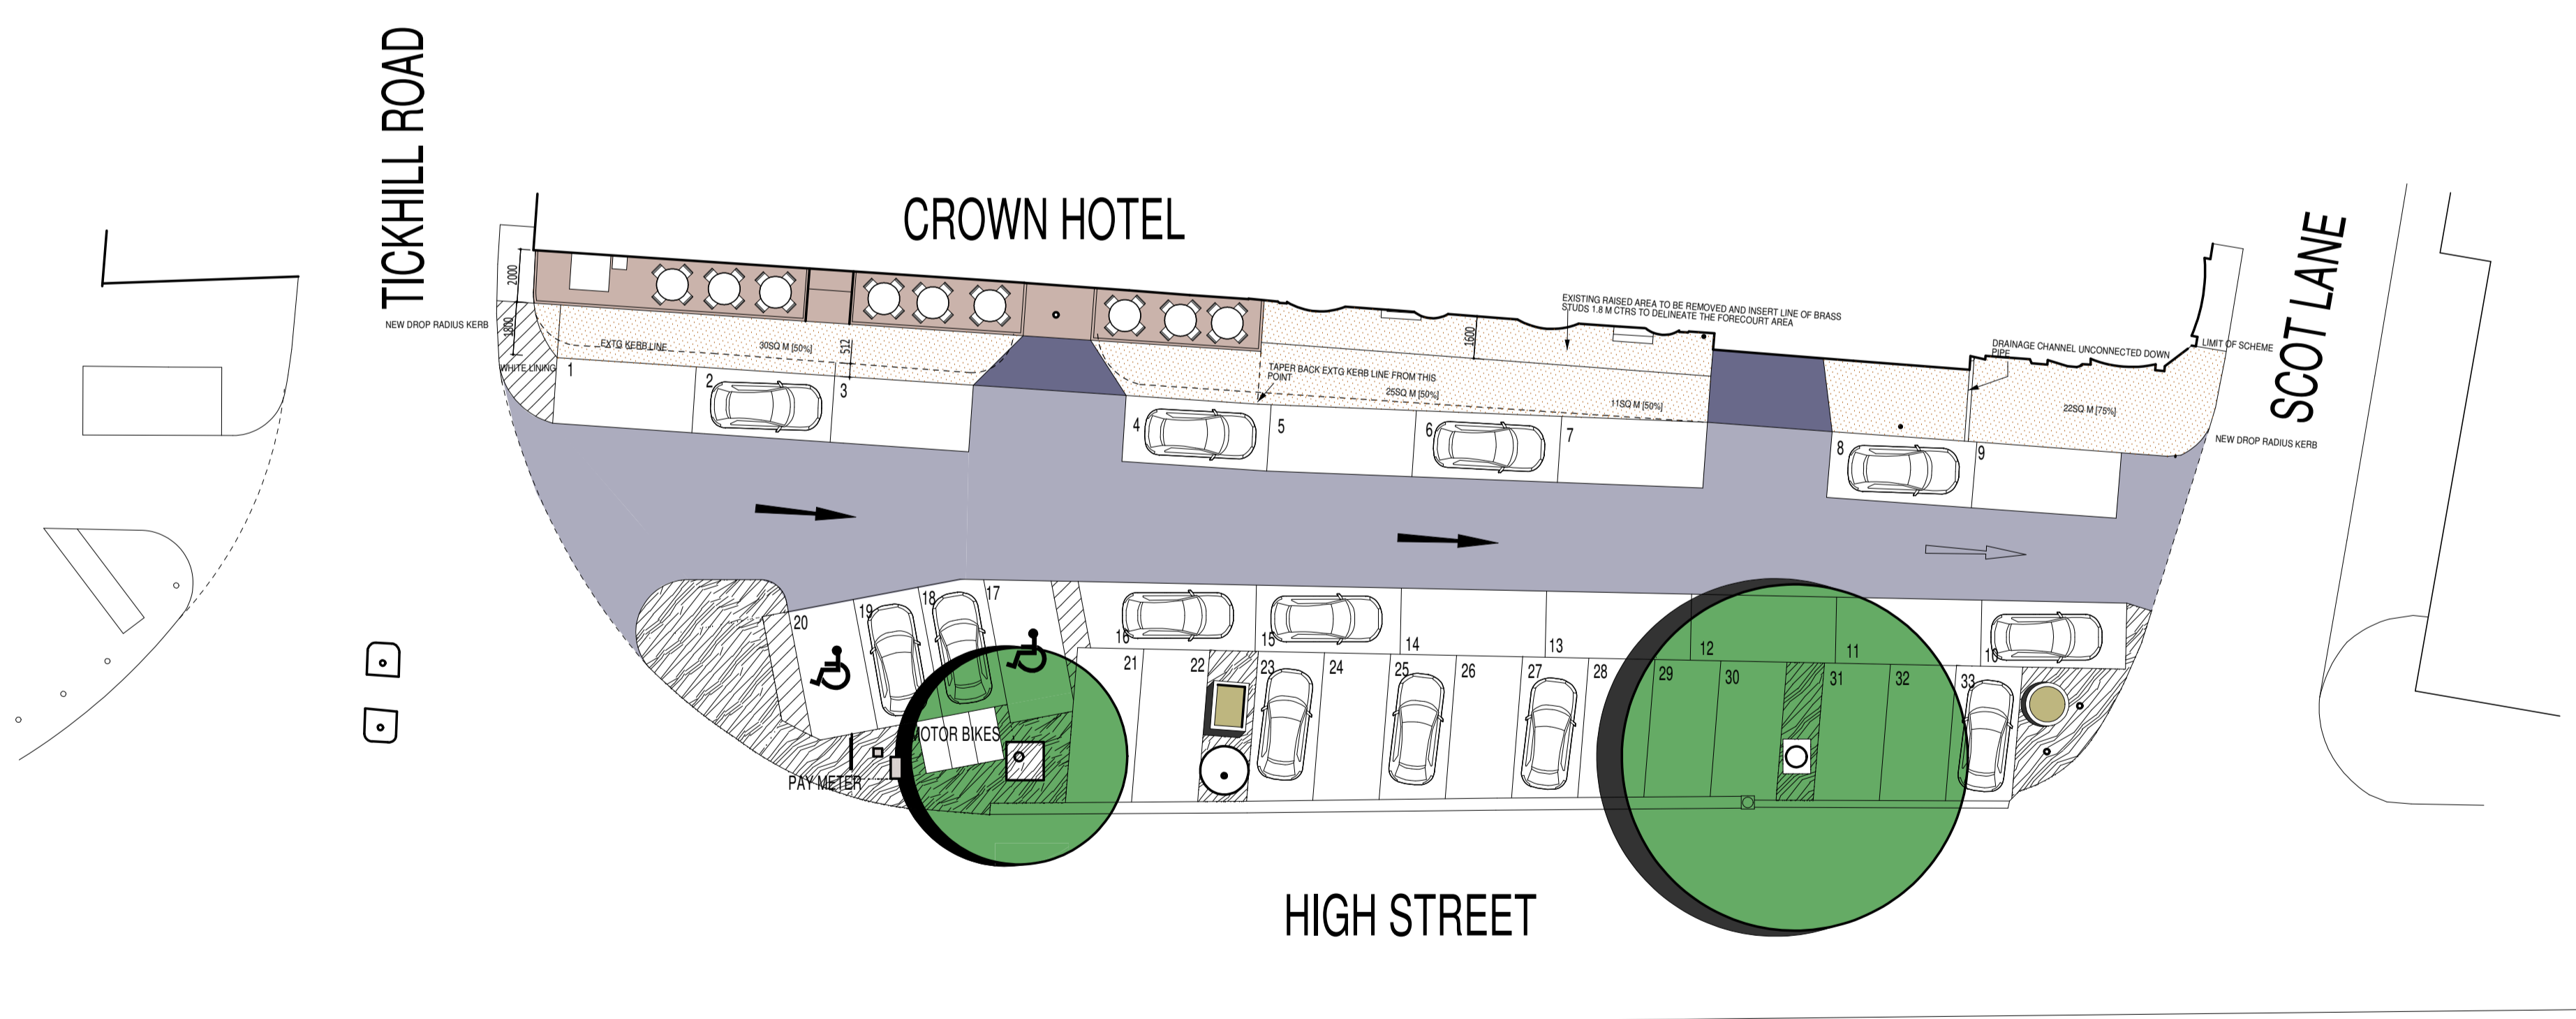 TICKHILL ROAD
CROWN HOTEL
SCOT LANE
2,000
1800
NEW DROP RADIUS KERB
EXTG KERB LINE
30SQ M [50%]
512
WHITE LINING
EXISTING RAISED AREA TO BE REMOVED AND INSERT LINE OF BRASS
STUDS 1.8 M CTRS TO DELINEATE THE FORECOURT AREA
1600
DRAINAGE CHANNEL UNCONNECTED DOWN
PIPE
LIMIT OF SCHEME
TAPER BACK EXTG KERB LINE FROM THIS
POINT
25SQ M [50%]
11SQ M [50%]
22SQ M [75%]
NEW DROP RADIUS KERB
1
2
3
4
5
6
7
8
9
20
19
18
17
16
15
14
13
12
11
10
21
22
23
24
25
26
27
28
29
30
31
32
33
MOTOR BIKES
PAY METER
HIGH STREET